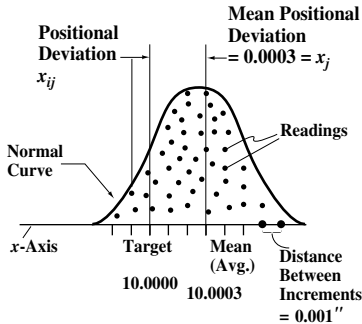 Positional
Deviation
x_ij
Mean Positional
Deviation
= 0.0003 = x_j
Readings
Normal
Curve
x-Axis
Target
Mean
(Avg.)
10.0000
10.0003
Distance
Between
Increments
= 0.001″